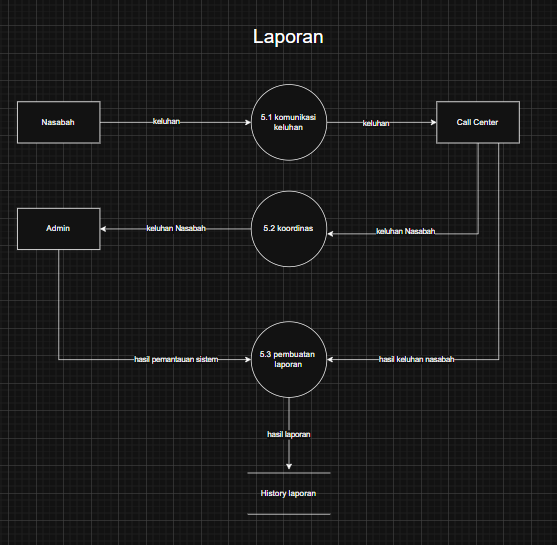 Laporan
Nasabah
keluhan
5.1 komunikasi
keluhan
keluhan
Call Center
Admin
keluhan Nasabah
5.2 koordinas
keluhan Nasabah
hasil pemantauan sistem
5.3 pembuatan
laporan
hasil keluhan nasabah
hasil laporan
History laporan